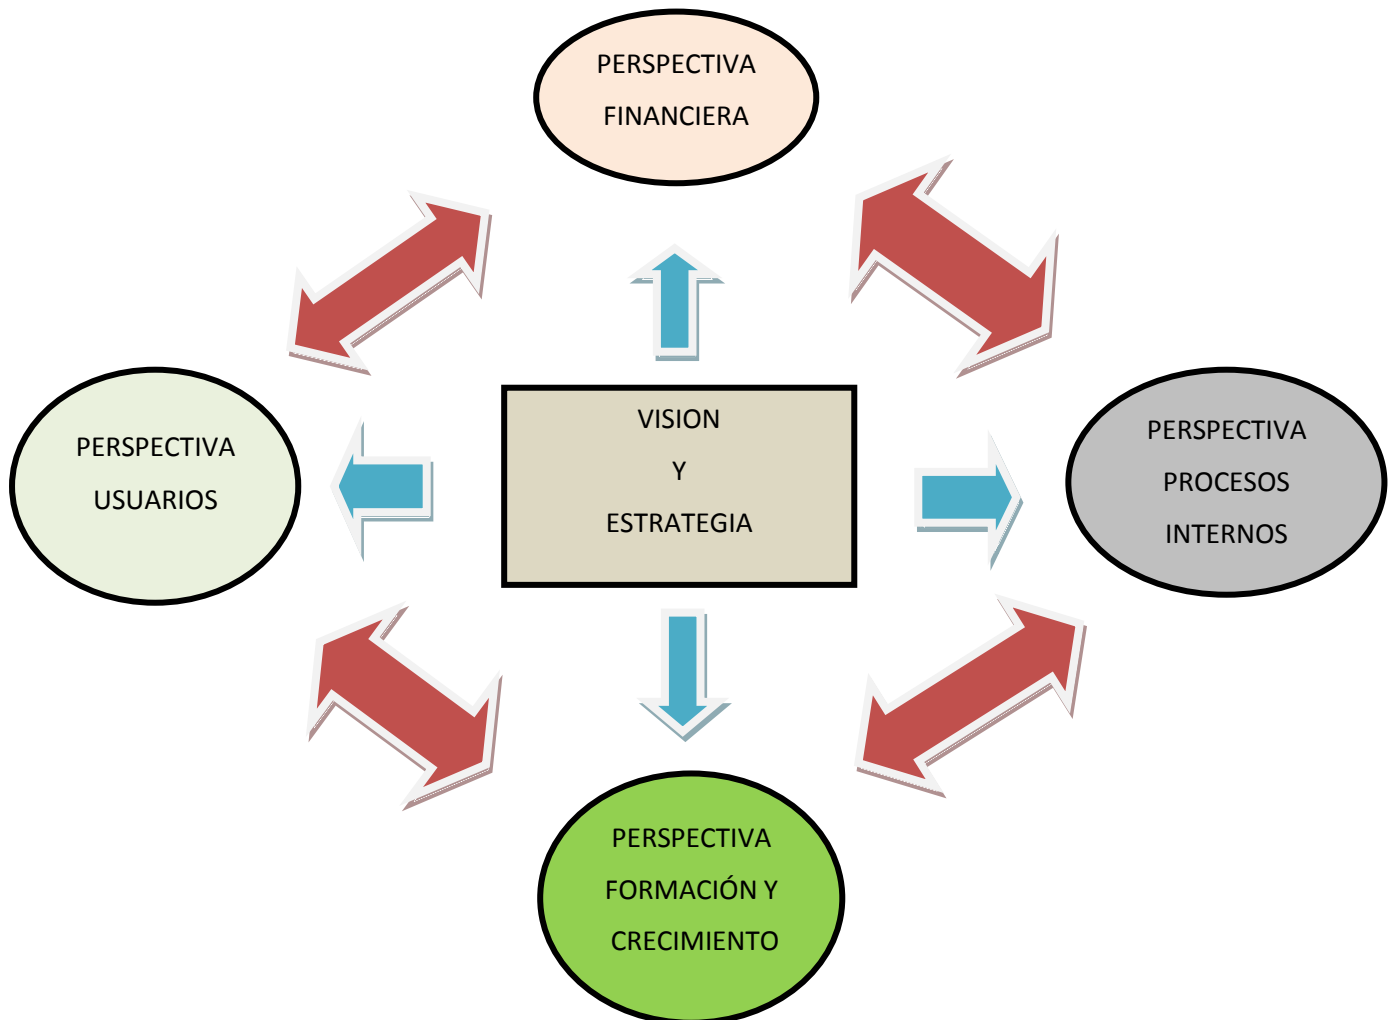 PERSPECTIVA
FINANCIERA
PERSPECTIVA
USUARIOS
VISION
Y
ESTRATEGIA
PERSPECTIVA
PROCESOS
INTERNOS
PERSPECTIVA
FORMACIÓN Y
CRECIMIENTO